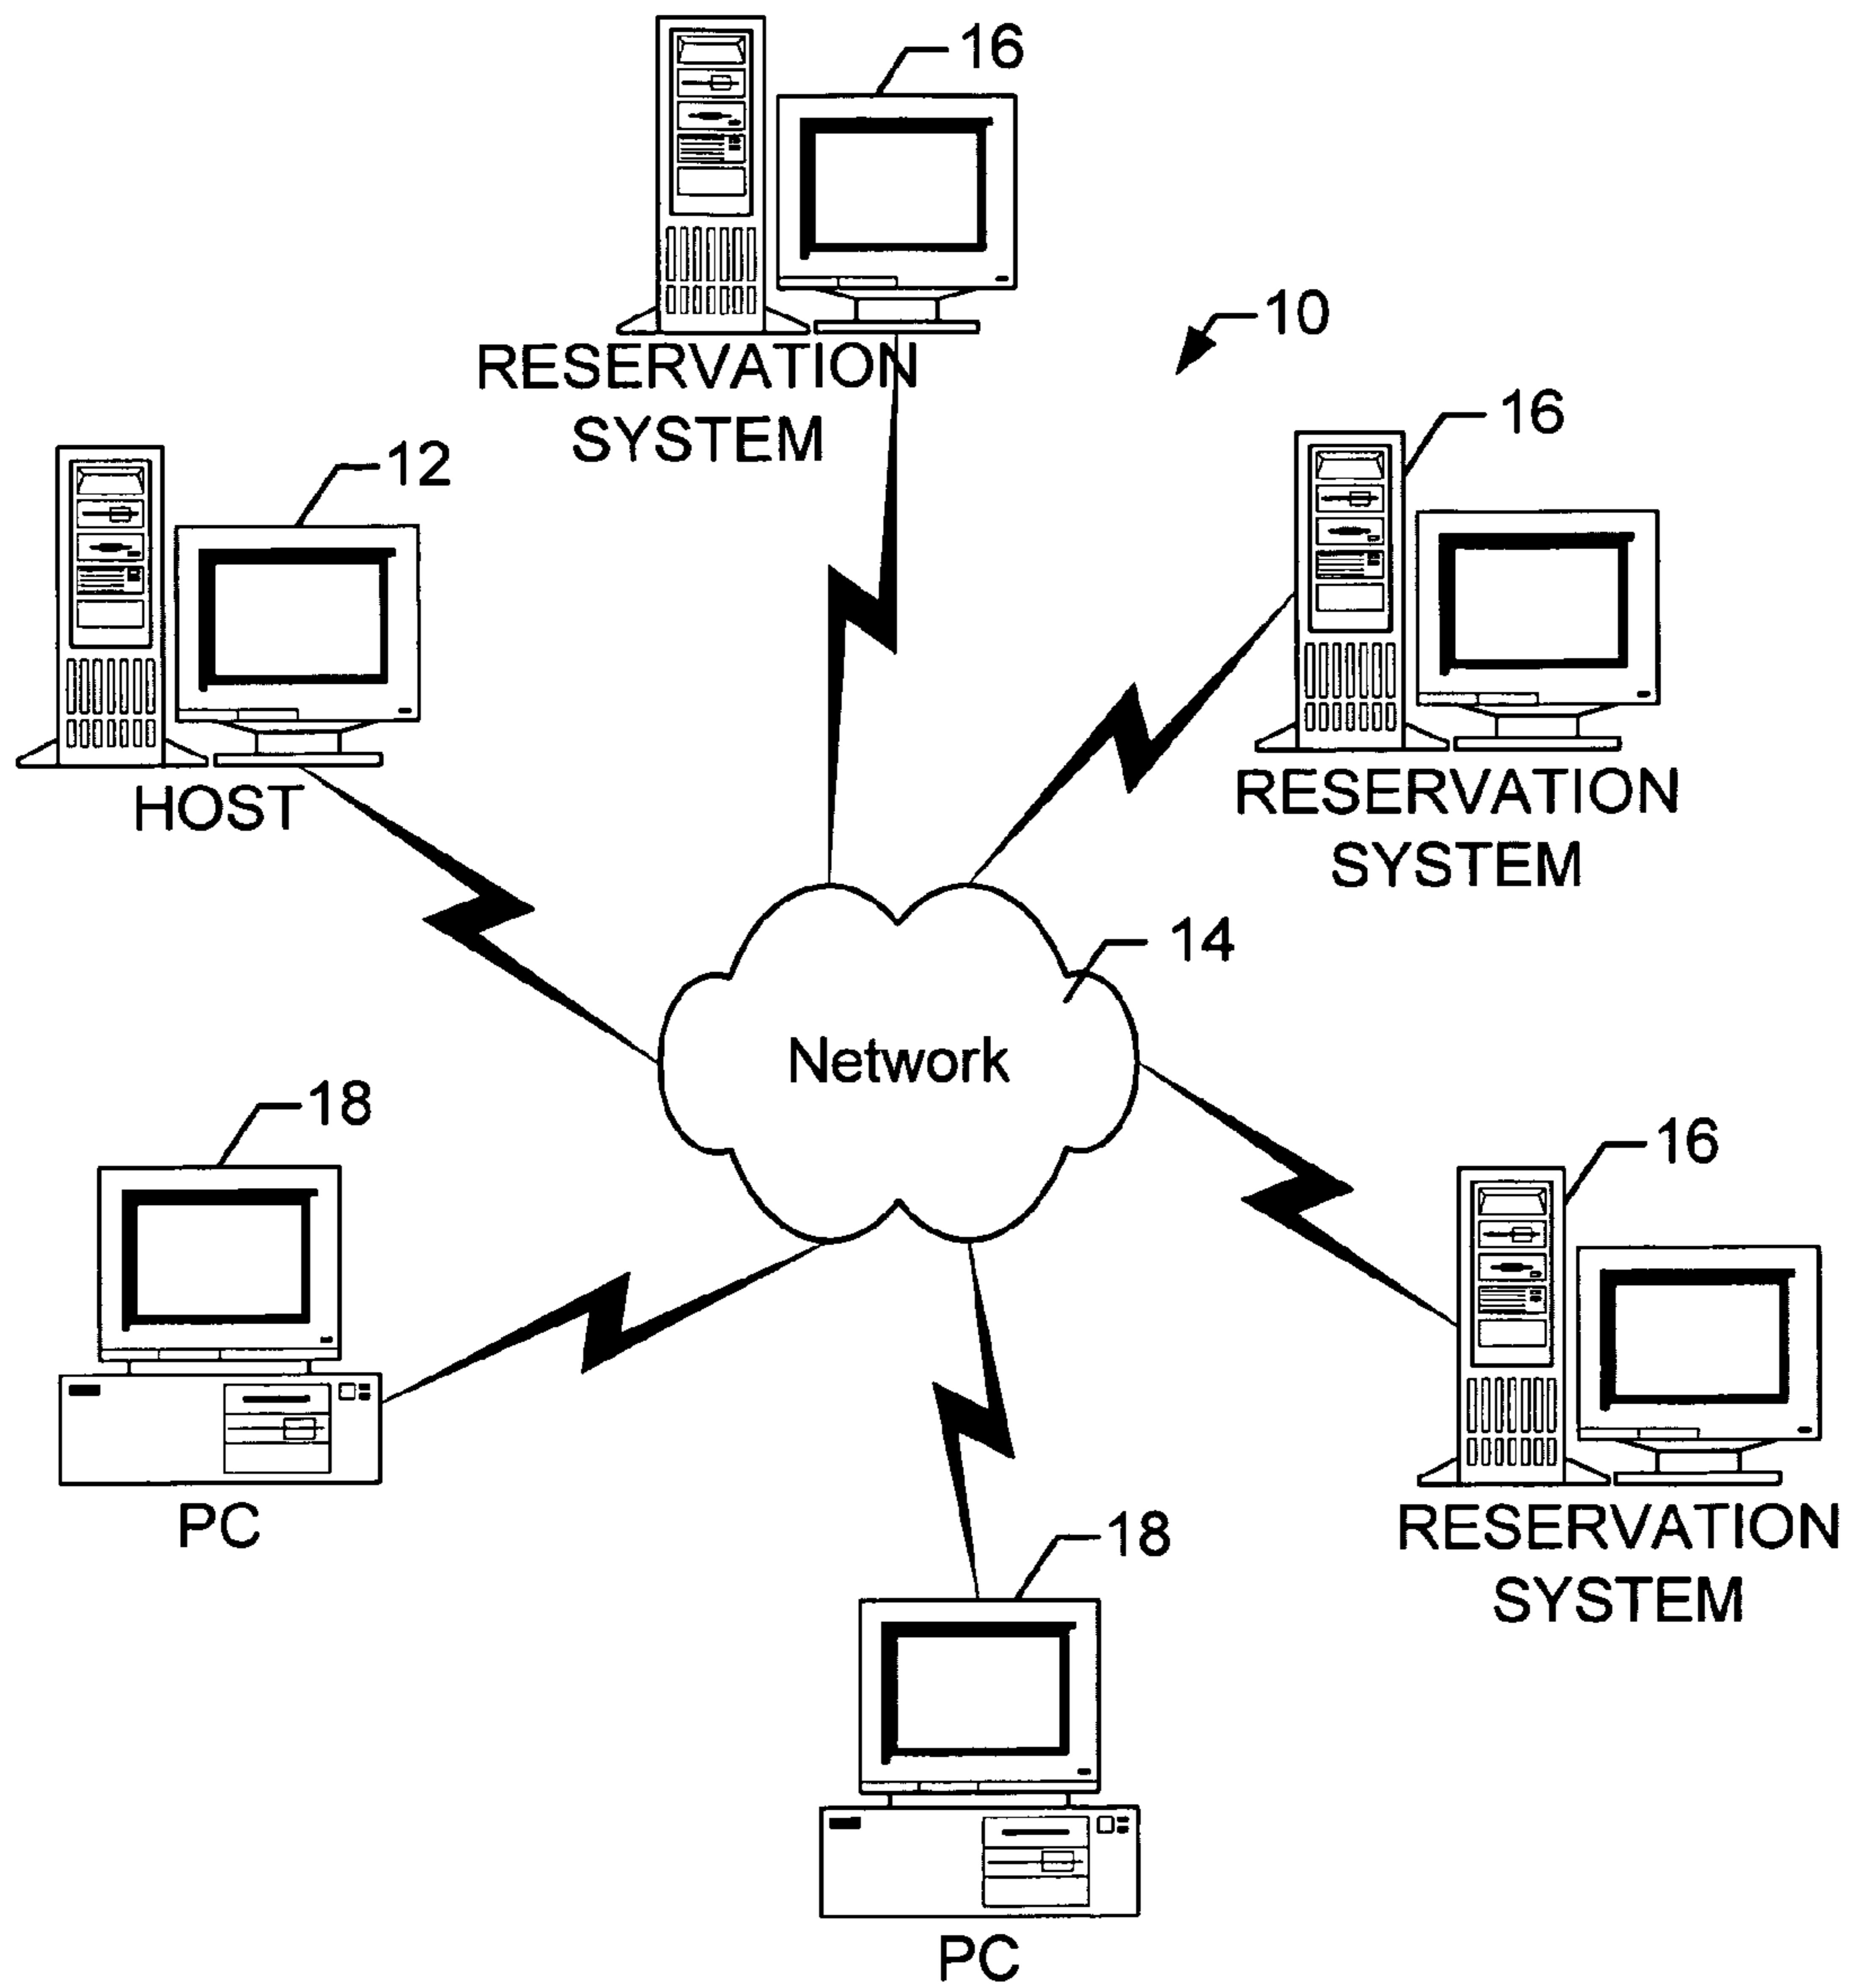 16
RESERVATION
SYSTEM
10
16
RESERVATION
SYSTEM
12
HOST
14
Network
18
PC
16
RESERVATION
SYSTEM
18
PC